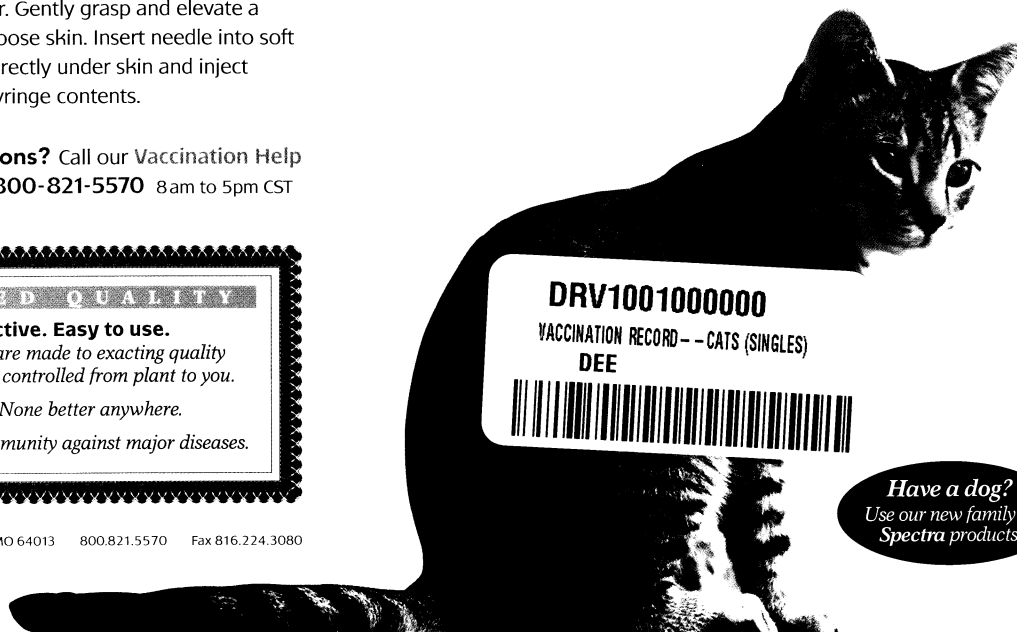 r. Gently grasp and elevate a
oose skin. Insert needle into soft
rectly under skin and inject
yringe contents.
ons? Call our Vaccination Help
800-821-5570 8 am to 5pm CST
ED QUALITY
ctive. Easy to use.
are made to exacting quality
controlled from plant to you.
None better anywhere.
munity against major diseases.
MO 64013 800.821.5570 Fax 816.224.3080
DRV1001000000
VACCINATION RECORD--CATS (SINGLES)
DEE
Have a dog?
Use our new family
Spectra products